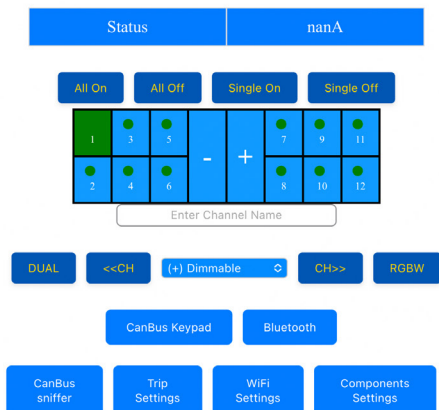 Status nanA
All On All Off Single On Single Off
1 3 5 - + 7 9 11
2 4 6 8 10 12
Enter Channel Name
DUAL <<CH (+) Dimmable CH>> RGBW
CanBus Keypad Bluetooth
CanBus Trip WiFi Components
sniffer Settings Settings Settings